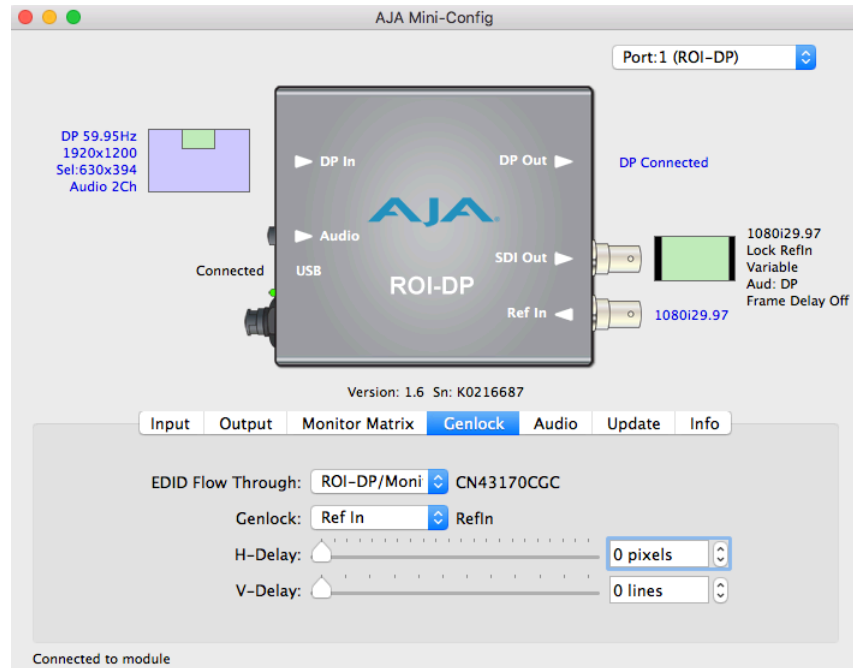 AJA Mini-Config
Port:1 (ROI-DP)
DP 59.95Hz
1920x1200
Sel:630x394
Audio 2Ch
DP In
DP Out
DP Connected
AJA
Audio
Connected
USB
SDI Out
ROI-DP
Ref In
1080i29.97
1080i29.97
Lock RefIn
Variable
Aud: DP
Frame Delay Off
Version: 1.6 Sn: K0216687
Input Output Monitor Matrix Genlock Audio Update Info
EDID Flow Through: ROI-DP/Moni CN43170CGC
Genlock: Ref In RefIn
H-Delay: 0 pixels
V-Delay: 0 lines
Connected to module